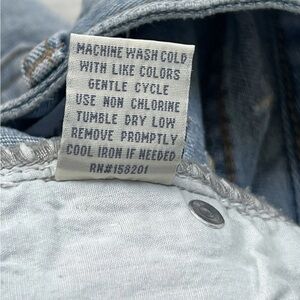 MACHINE WASH COLD
WITH LIKE COLORS
GENTLE CYCLE
USE NON CHLORINE
TUMBLE DRY LOW
REMOVE PROMPTLY
COOL IRON IF NEEDED
RN#158201